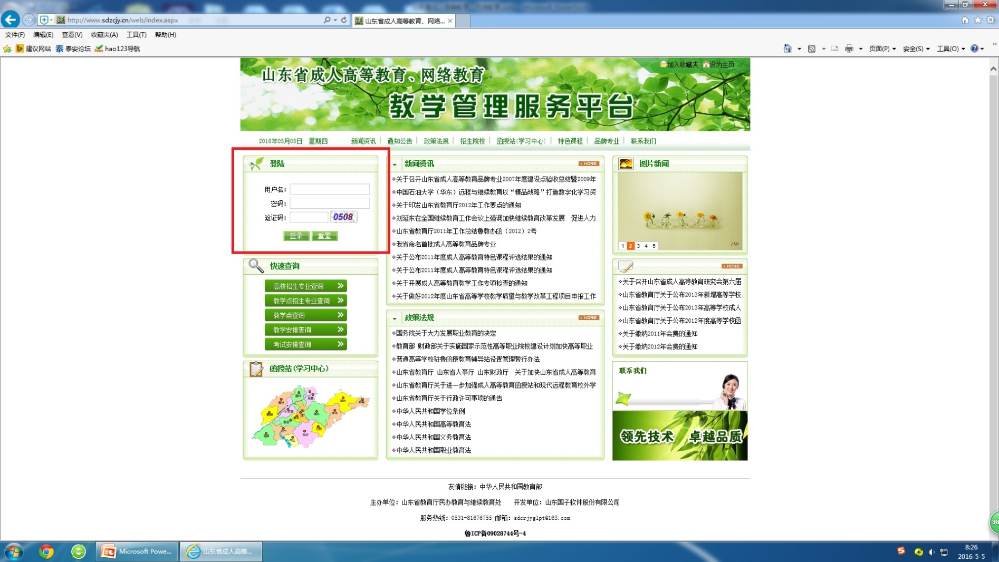 http://www.sdzcjy.cn/web/index.aspx
山东省成人高等教育、网络...
文件(F) 编辑(E) 查看(V) 收藏夹(A) 工具(T) 帮助(H)
建议网站 泰安论坛 hao123导航
页面(P) 安全(S) 工具(O)
加入收藏夹 设为主页
山东省成人高等教育、网络教育
教学管理服务平台
2016年05月05日 星期四 新闻资讯 通知公告 政策法规 招生院校 函授站(学习中心) 特色课程 品牌专业 联系我们
登陆
用户名：
密码：
验证码： 0508
登录 重置
快速查询
高校招生专业查询
教学点招生专业查询
教学点查询
教学安排查询
考试安排查询
函授站(学习中心)
新闻资讯 MORE
关于召开山东省成人高等教育品牌专业2007年度建设点验收总结暨2009年
中国石油大学（华东）远程与继续教育以“精品战略”打造数字化学习资
关于印发山东省教育厅2012年工作要点的通知
刘延东在全国继续教育工作会议上强调加快继续教育改革发展 促进人力
山东省教育厅2011年工作总结鲁教办函（2012）2号
我省命名首批成人高等教育品牌专业
关于公布2011年度成人高等教育特色课程评选结果的通知
关于公布2011年度成人高等教育特色课程评选结果的通知
关于开展成人高等教育教学工作专项检查的通知
关于做好2012年度山东省高等学校教学质量与教学改革工程项目申报工作
政策法规 MORE
国务院关于大力发展职业教育的决定
教育部 财政部关于实施国家示范性高等职业院校建设计划加快高等职业
普通高等学校驻鲁函授教育辅导站设置管理暂行办法
山东省教育厅 山东省人事厅 山东财政厅 关于加快山东省成人高等教育
山东省教育厅关于进一步加强成人高等教育函授站和现代远程教育校外学
山东省教育厅关于行政许可事项的通告
中华人民共和国学位条例
中华人民共和国高等教育法
中华人民共和国义务教育法
中华人民共和国职业教育法
图片新闻
1 2 3 4 5
MORE
关于召开山东省成人高等教育研究会第六届
山东省教育厅关于公布2013年新增高等学校
山东省教育厅关于公布2013年高等学校成人
山东省教育厅关于公布2012年度高等学校函
关于缴纳2011年会费的通知
关于缴纳2012年会费的通知
联系我们
领先技术 卓越品质
友情链接：中华人民共和国教育部
主办单位：山东省教育厅民办教育与继续教育处 开发单位：山东国子软件股份有限公司
服务热线：0531-81676755 邮箱：sdcrjyglpt@163.com
鲁ICP备09028744号-4
38
Microsoft Powe...
山东省成人高等...
8:26
2016-5-5